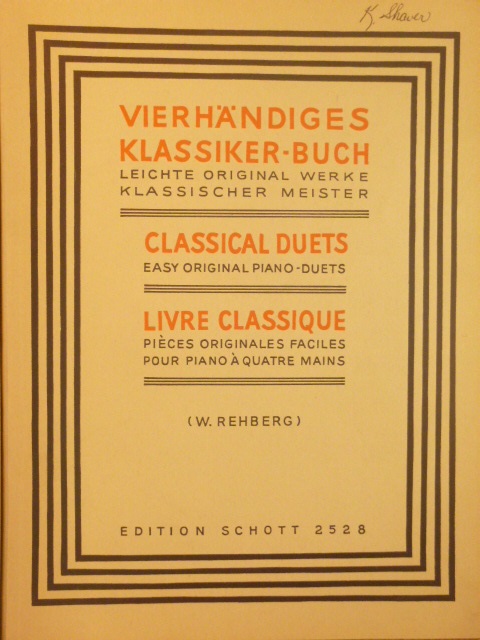 K. Shaver
VIERHÄNDIGES
KLASSIKER-BUCH
LEICHTE ORIGINAL WERKE
KLASSISCHER MEISTER
CLASSICAL DUETS
EASY ORIGINAL PIANO-DUETS
LIVRE CLASSIQUE
PIÈCES ORIGINALES FACILES
POUR PIANO À QUATRE MAINS
(W. REHBERG)
EDITION SCHOTT 2528